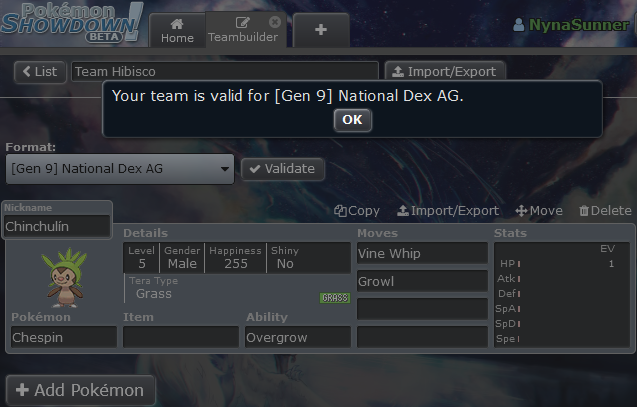 Pokémon
SHOWDOWN!
BETA
Home
Teambuilder
NynaSunner
List
Team Hibisco
Import/Export
Your team is valid for [Gen 9] National Dex AG.
OK
Format:
[Gen 9] National Dex AG
Validate
Copy
Import/Export
Move
Delete
Nickname
Chinchulín
Details
Level
Gender
Happiness
Shiny
5
Male
255
No
Tera Type
Grass
GRASS
Pokémon
Chespin
Item
Ability
Overgrow
Moves
Vine Whip
Growl
Stats
EV
HP
1
Atk
Def
SpA
SpD
Spe
Add Pokémon